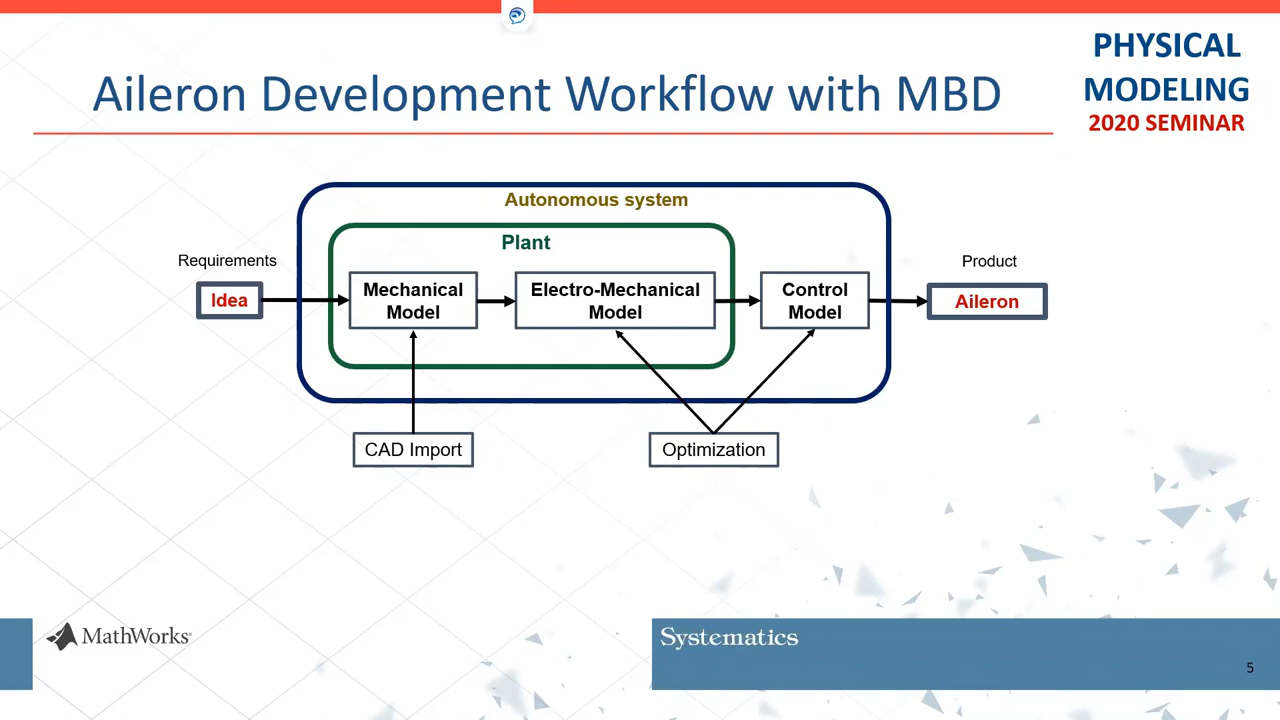 PHYSICAL
MODELING
2020 SEMINAR
Aileron Development Workflow with MBD
Autonomous system
Plant
Requirements
Idea
Mechanical
Model
Electro-Mechanical
Model
Control
Model
Product
Aileron
CAD Import
Optimization
MathWorks®
Systematics
5